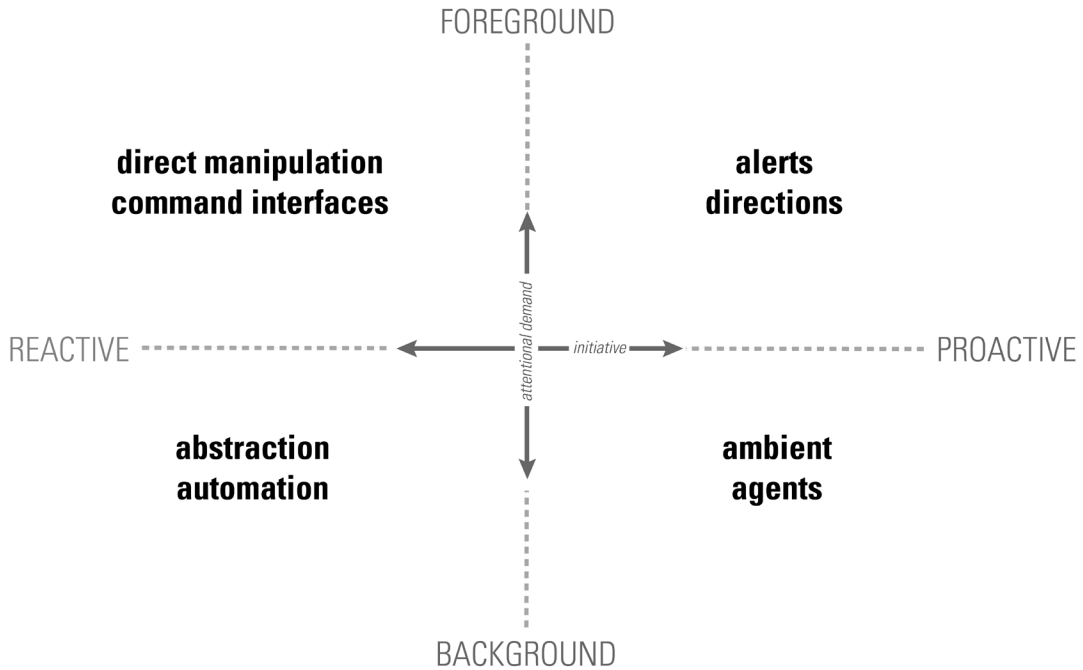 FOREGROUND
direct manipulation
command interfaces
alerts
directions
REACTIVE
attentional demand
initiative
PROACTIVE
abstraction
automation
ambient
agents
BACKGROUND